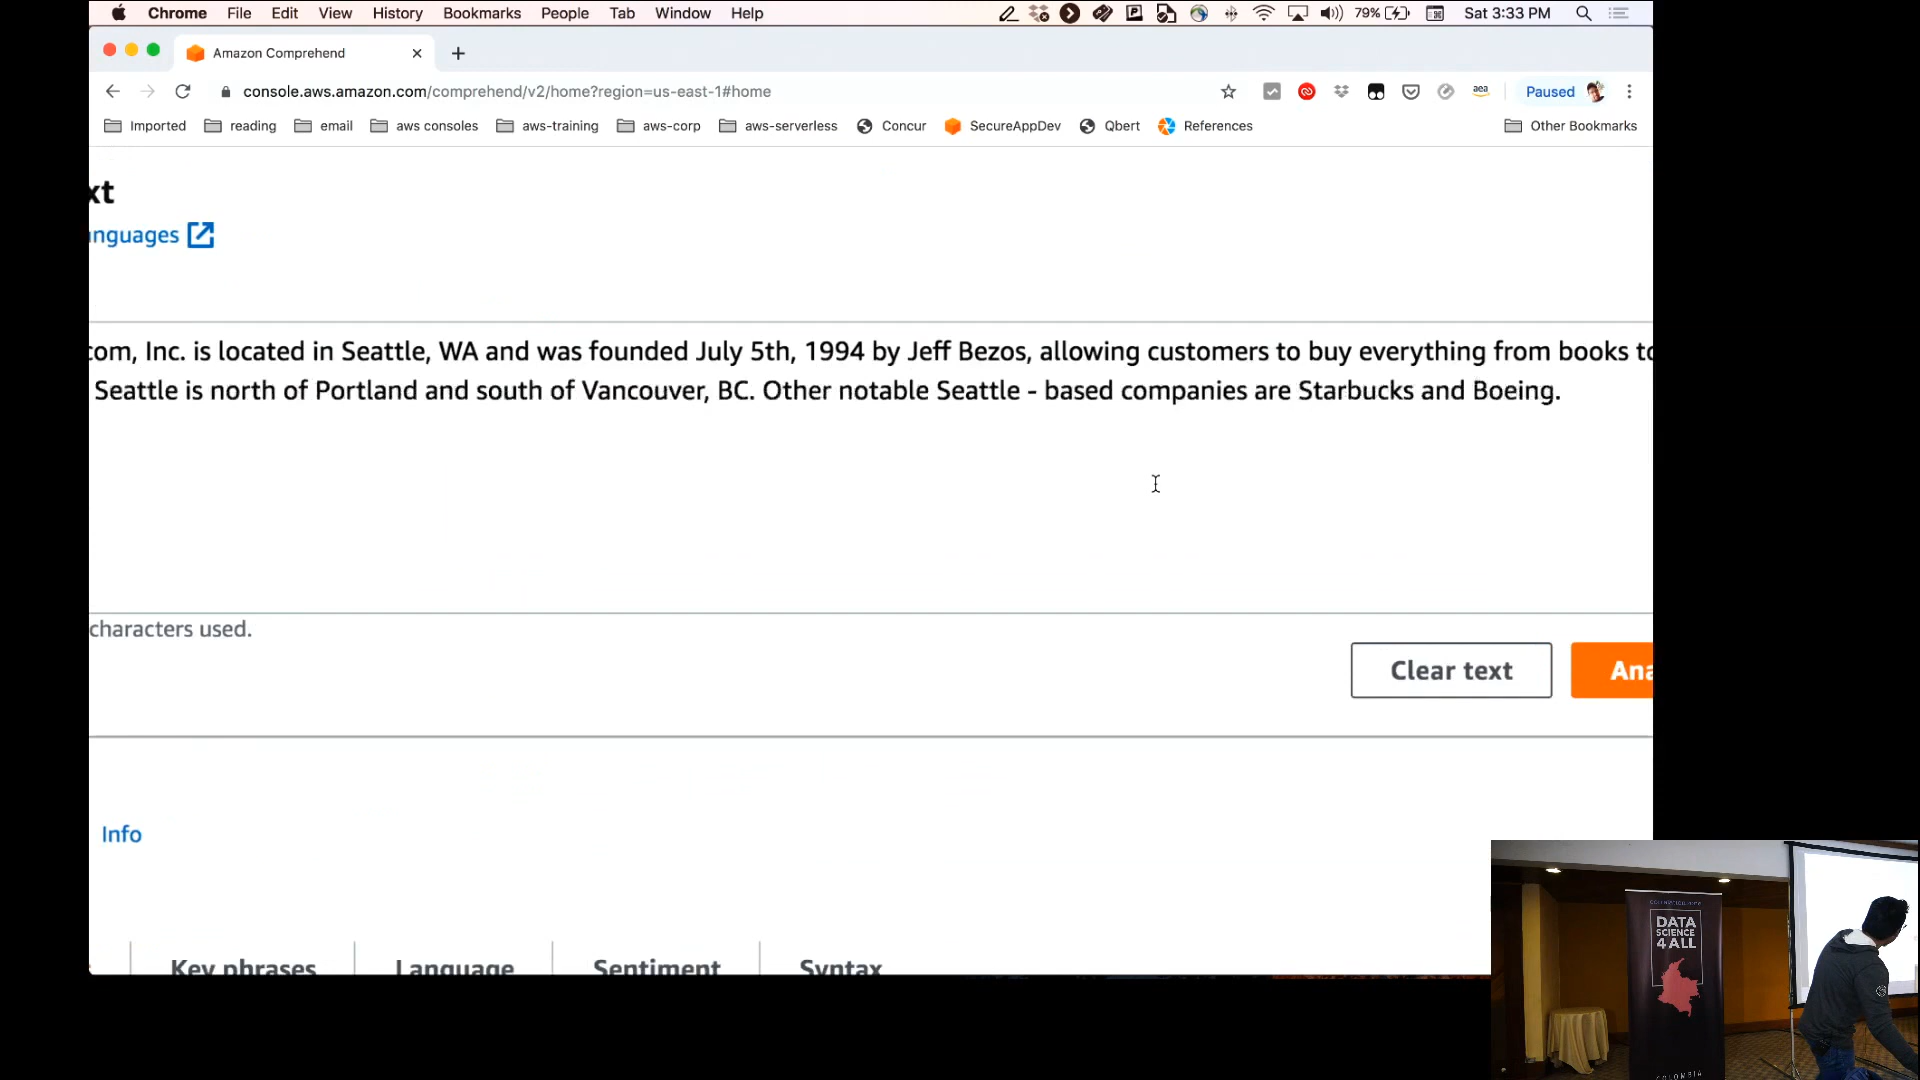 Chrome File Edit View History Bookmarks People Tab Window Help 79% Sat 3:33 PM
Amazon Comprehend
console.aws.amazon.com/comprehend/v2/home?region=us-east-1#home aea Paused
Imported reading email aws consoles aws-training aws-corp aws-serverless Concur SecureAppDev Qbert References Other Bookmarks
xt
nguages
com, Inc. is located in Seattle, WA and was founded July 5th, 1994 by Jeff Bezos, allowing customers to buy everything from books to
Seattle is north of Portland and south of Vancouver, BC. Other notable Seattle - based companies are Starbucks and Boeing.
characters used.
Clear text Ana
Info
Key phrases Language Sentiment Syntax
DATA
SCIENCE
4 ALL
COLOMBIA